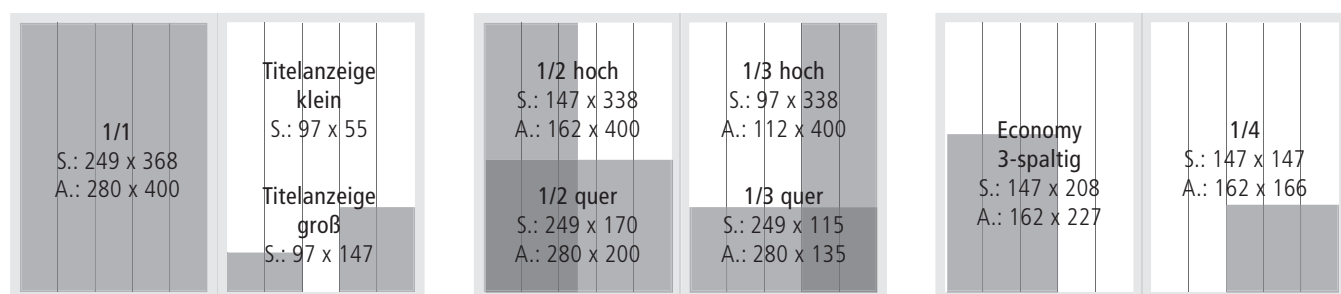 1/1
S.: 249 x 368
A.: 280 x 400
Titelanzeige
klein
S.: 97 x 55
Titelanzeige
groß
S.: 97 x 147
1/2 hoch
S.: 147 x 338
A.: 162 x 400
1/2 quer
S.: 249 x 170
A.: 280 x 200
1/3 hoch
S.: 97 x 338
A.: 112 x 400
1/3 quer
S.: 249 x 115
A.: 280 x 135
Economy
3-spaltig
S.: 147 x 208
A.: 162 x 227
1/4
S.: 147 x 147
A.: 162 x 166